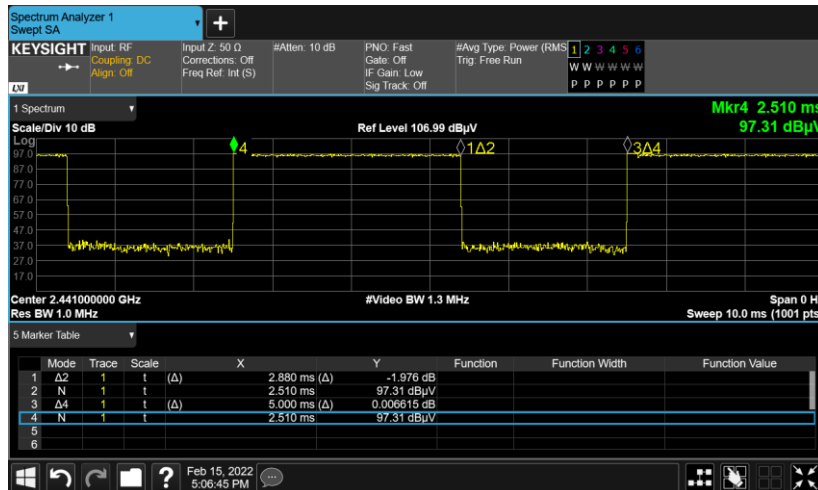 Spectrum Analyzer 1
Swept SA
+
KEYSIGHT Input: RF Input Z: 50 Ω #Atten: 10 dB PNO: Fast #Avg Type: Power (RMS 1 2 3 4 5 6
Coupling: DC Corrections: Off Gate: Off Trig: Free Run W W W W W W
Align: Off Freq Ref: Int (S) IF Gain: Low
LXI Sig Track: Off P P P P P P
1 Spectrum Mkr4 2.510 ms
Scale/Div 10 dB Ref Level 106.99 dBµV 97.31 dBµV
Log
4 1Δ2 3Δ4
97.0
87.0
77.0
67.0
57.0
47.0
37.0
27.0
17.0
Center 2.441000000 GHz #Video BW 1.3 MHz Span 0 H
Res BW 1.0 MHz Sweep 10.0 ms (1001 pts
5 Marker Table
Mode Trace Scale X Y Function Function Width Function Value
1 Δ2 1 t (Δ) 2.880 ms (Δ) -1.976 dB
2 N 1 t 2.510 ms 97.31 dBµV
3 Δ4 1 t (Δ) 5.000 ms (Δ) 0.006615 dB
4 N 1 t 2.510 ms 97.31 dBµV
5
6
? Feb 15, 2022
5:06:45 PM